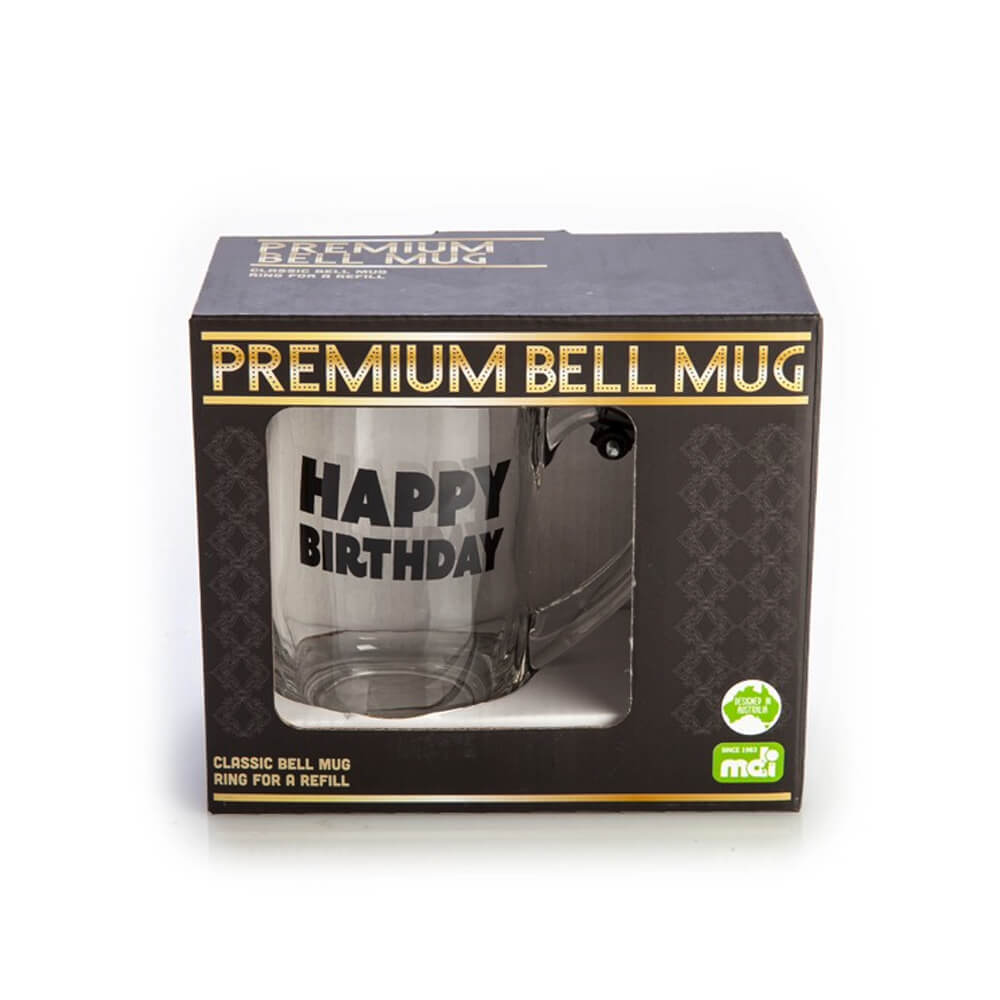 PREMIUM
BELL MUG
CLASSIC BELL MUG
RING FOR A REFILL
PREMIUM BELL MUG
HAPPY
BIRTHDAY
DESIGNED IN
AUSTRALIA
SINCE 1983
mdi
CLASSIC BELL MUG
RING FOR A REFILL